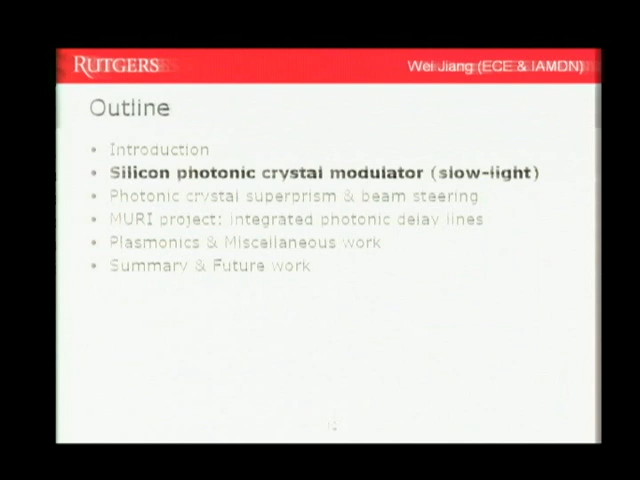 RUTGERS
Wei Jiang (ECE & IAMDN)
Outline
• Introduction
• Silicon photonic crystal modulator (slow-light)
• Photonic crystal superprism & beam steering
• MURI project: integrated photonic delay lines
• Plasmonics & Miscellaneous work
• Summary & Future work